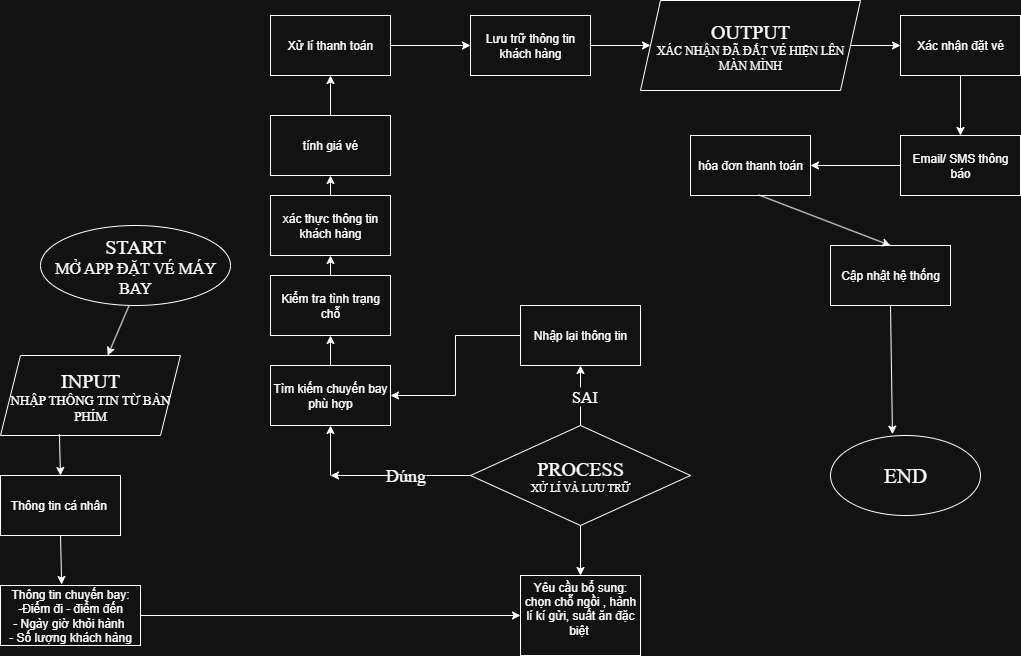 START
MỞ APP ĐẶT VÉ MÁY
BAY
INPUT
NHẬP THÔNG TIN TỪ BÀN
PHÍM
Thông tin cá nhân
Thông tin chuyến bay:
-Điểm đi - điểm đến
- Ngày giờ khỏi hành
- Số lượng khách hàng
Yêu cầu bổ sung:
chọn chỗ ngồi , hành
lí kí gửi, suất ăn đặc
biệt
PROCESS
XỬ LÍ VÀ LƯU TRỮ
SAI
Nhập lại thông tin
Đúng
Tìm kiếm chuyến bay
phù hợp
Kiểm tra tình trạng
chỗ
xác thực thông tin
khách hàng
tính giá vé
Xử lí thanh toán
Lưu trữ thông tin
khách hàng
OUTPUT
XÁC NHẬN ĐÃ ĐẶT VÉ HIỆN LÊN
MÀN MÌNH
Xác nhận đặt vé
Email/ SMS thông
báo
hóa đơn thanh toán
Cập nhật hệ thống
END